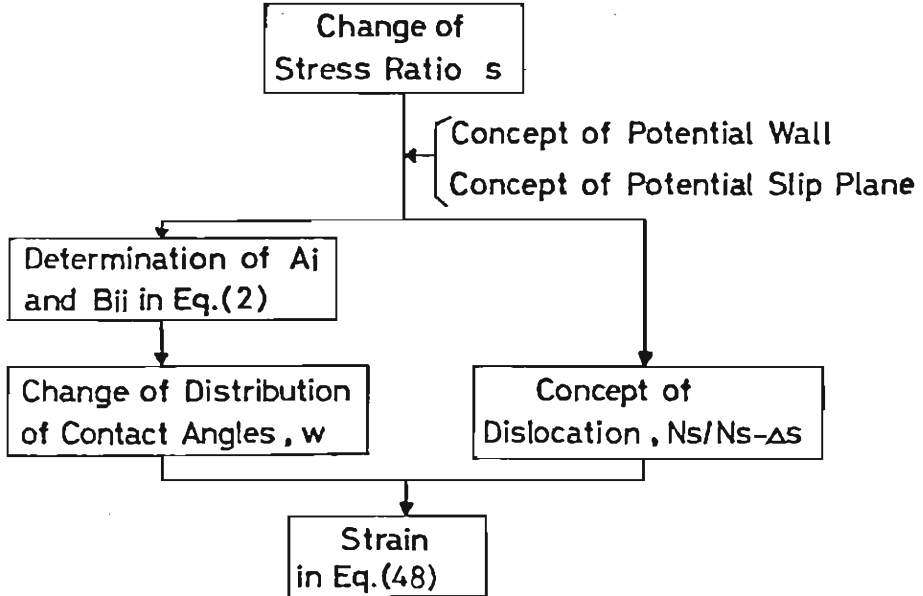 Change of
Stress Ratio s
Concept of Potential Wall
Concept of Potential Slip Plane
Determination of Ai
and Bij in Eq.(2)
Change of Distribution
of Contact Angles, w
Concept of
Dislocation, Ns/Ns-Δs
Strain
in Eq.(48)